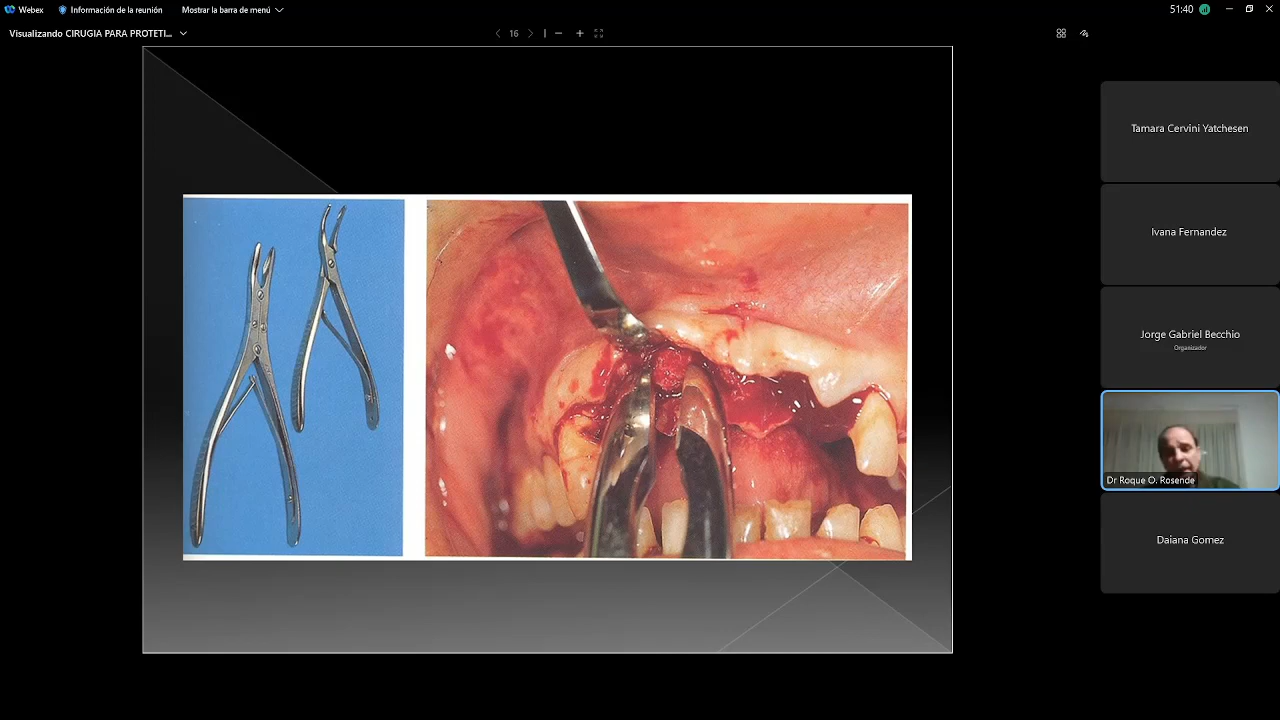 Webex
Información de la reunión
Mostrar la barra de menú
51:40
Visualizando CIRUGIA PARA PROTETI...
16
Tamara Cervini Yatchesen
Ivana Fernandez
Jorge Gabriel Becchio
Organizador
Dr Roque O. Rosende
Daiana Gomez